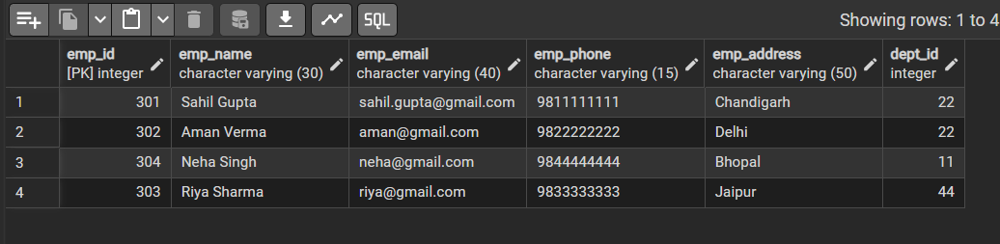 SQL
Showing rows: 1 to 4
emp_id emp_name emp_email emp_phone emp_address dept_id
[PK] integer character varying (30) character varying (40) character varying (15) character varying (50) integer
1 301 Sahil Gupta sahil.gupta@gmail.com 9811111111 Chandigarh 22
2 302 Aman Verma aman@gmail.com 9822222222 Delhi 22
3 304 Neha Singh neha@gmail.com 9844444444 Bhopal 11
4 303 Riya Sharma riya@gmail.com 9833333333 Jaipur 44